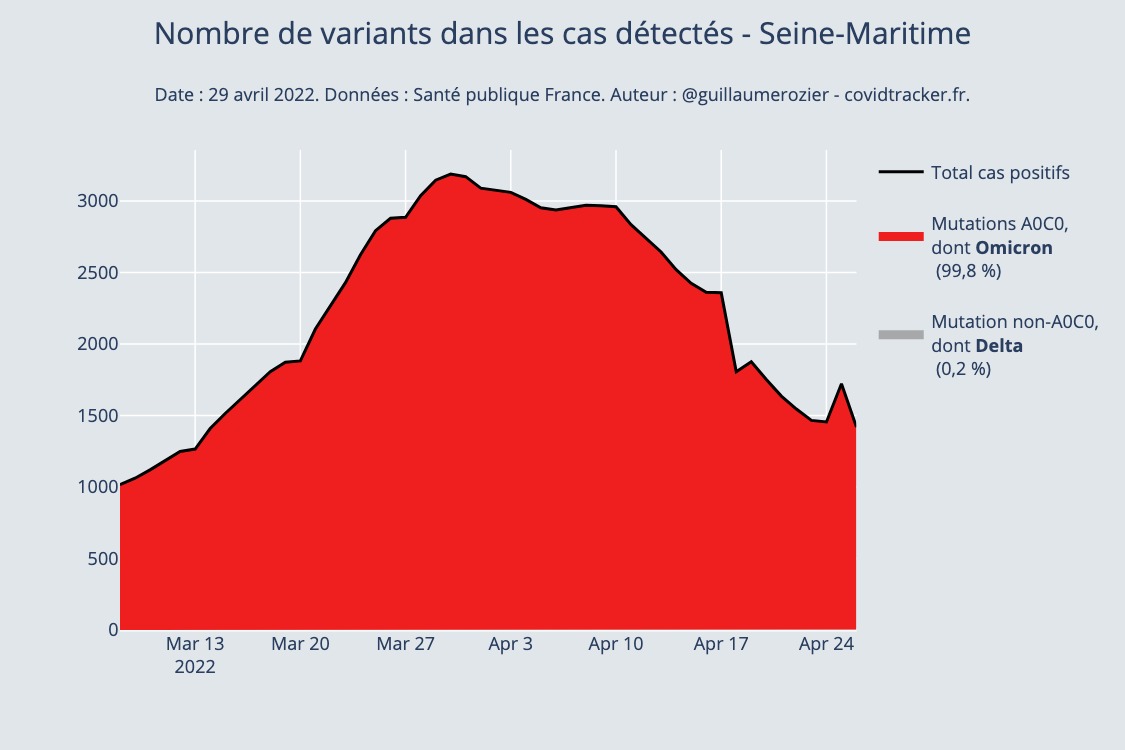 Nombre de variants dans les cas détectés - Seine-Maritime
Date : 29 avril 2022. Données : Santé publique France. Auteur : @guillaumerozier - covidtracker.fr.
3000
2500
2000
1500
1000
500
0
Mar 13
2022
Mar 20
Mar 27
Apr 3
Apr 10
Apr 17
Apr 24
Total cas positifs
Mutations A0C0,
dont Omicron
(99,8 %)
Mutation non-A0C0,
dont Delta
(0,2 %)